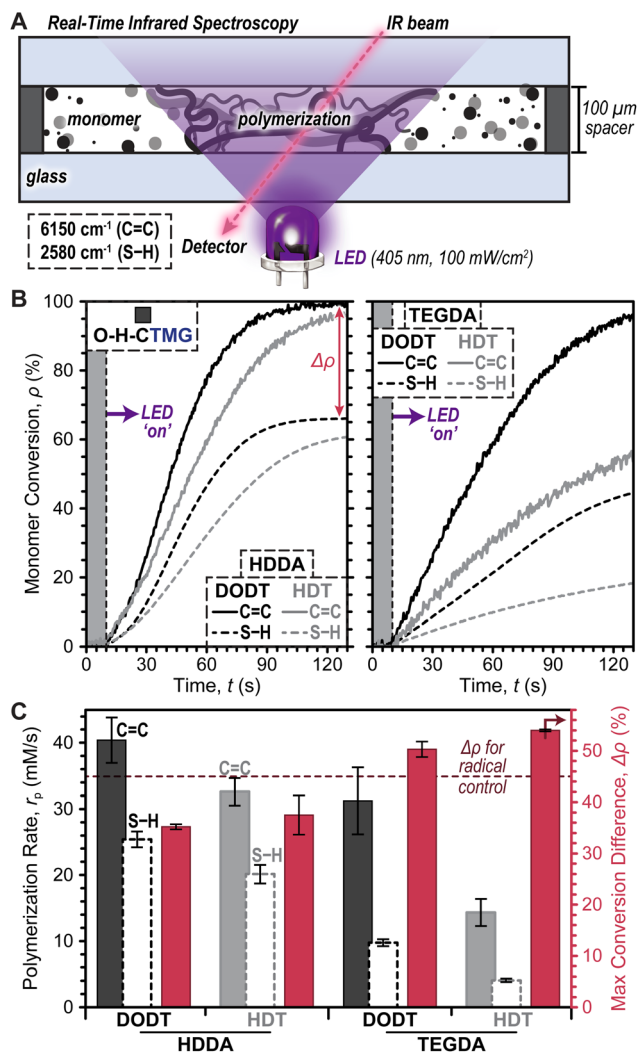 A
Real-Time Infrared Spectroscopy
IR beam
monomer
polymerization
100 µm
spacer
glass
6150 cm⁻¹ (C=C)
2580 cm⁻¹ (S–H)
Detector
LED (405 nm, 100 mW/cm²)
B
Monomer Conversion, ρ (%)
100
80
60
40
20
0
O-H-CTMG
LED
'on'
Δρ
HDDA
DODT HDT
C=C C=C
S–H S–H
0 30 60 90 120
Time, t (s)
TEGDA
DODT HDT
C=C C=C
S–H S–H
LED
'on'
0 30 60 90 120
Time, t (s)
C
Polymerization Rate, rp (mM/s)
40
30
20
10
0
C=C
S–H
C=C
S–H
Δρ for
radical
control
50
40
30
20
10
0
Max Conversion Difference, Δρ (%)
DODT HDT DODT HDT
HDDA TEGDA